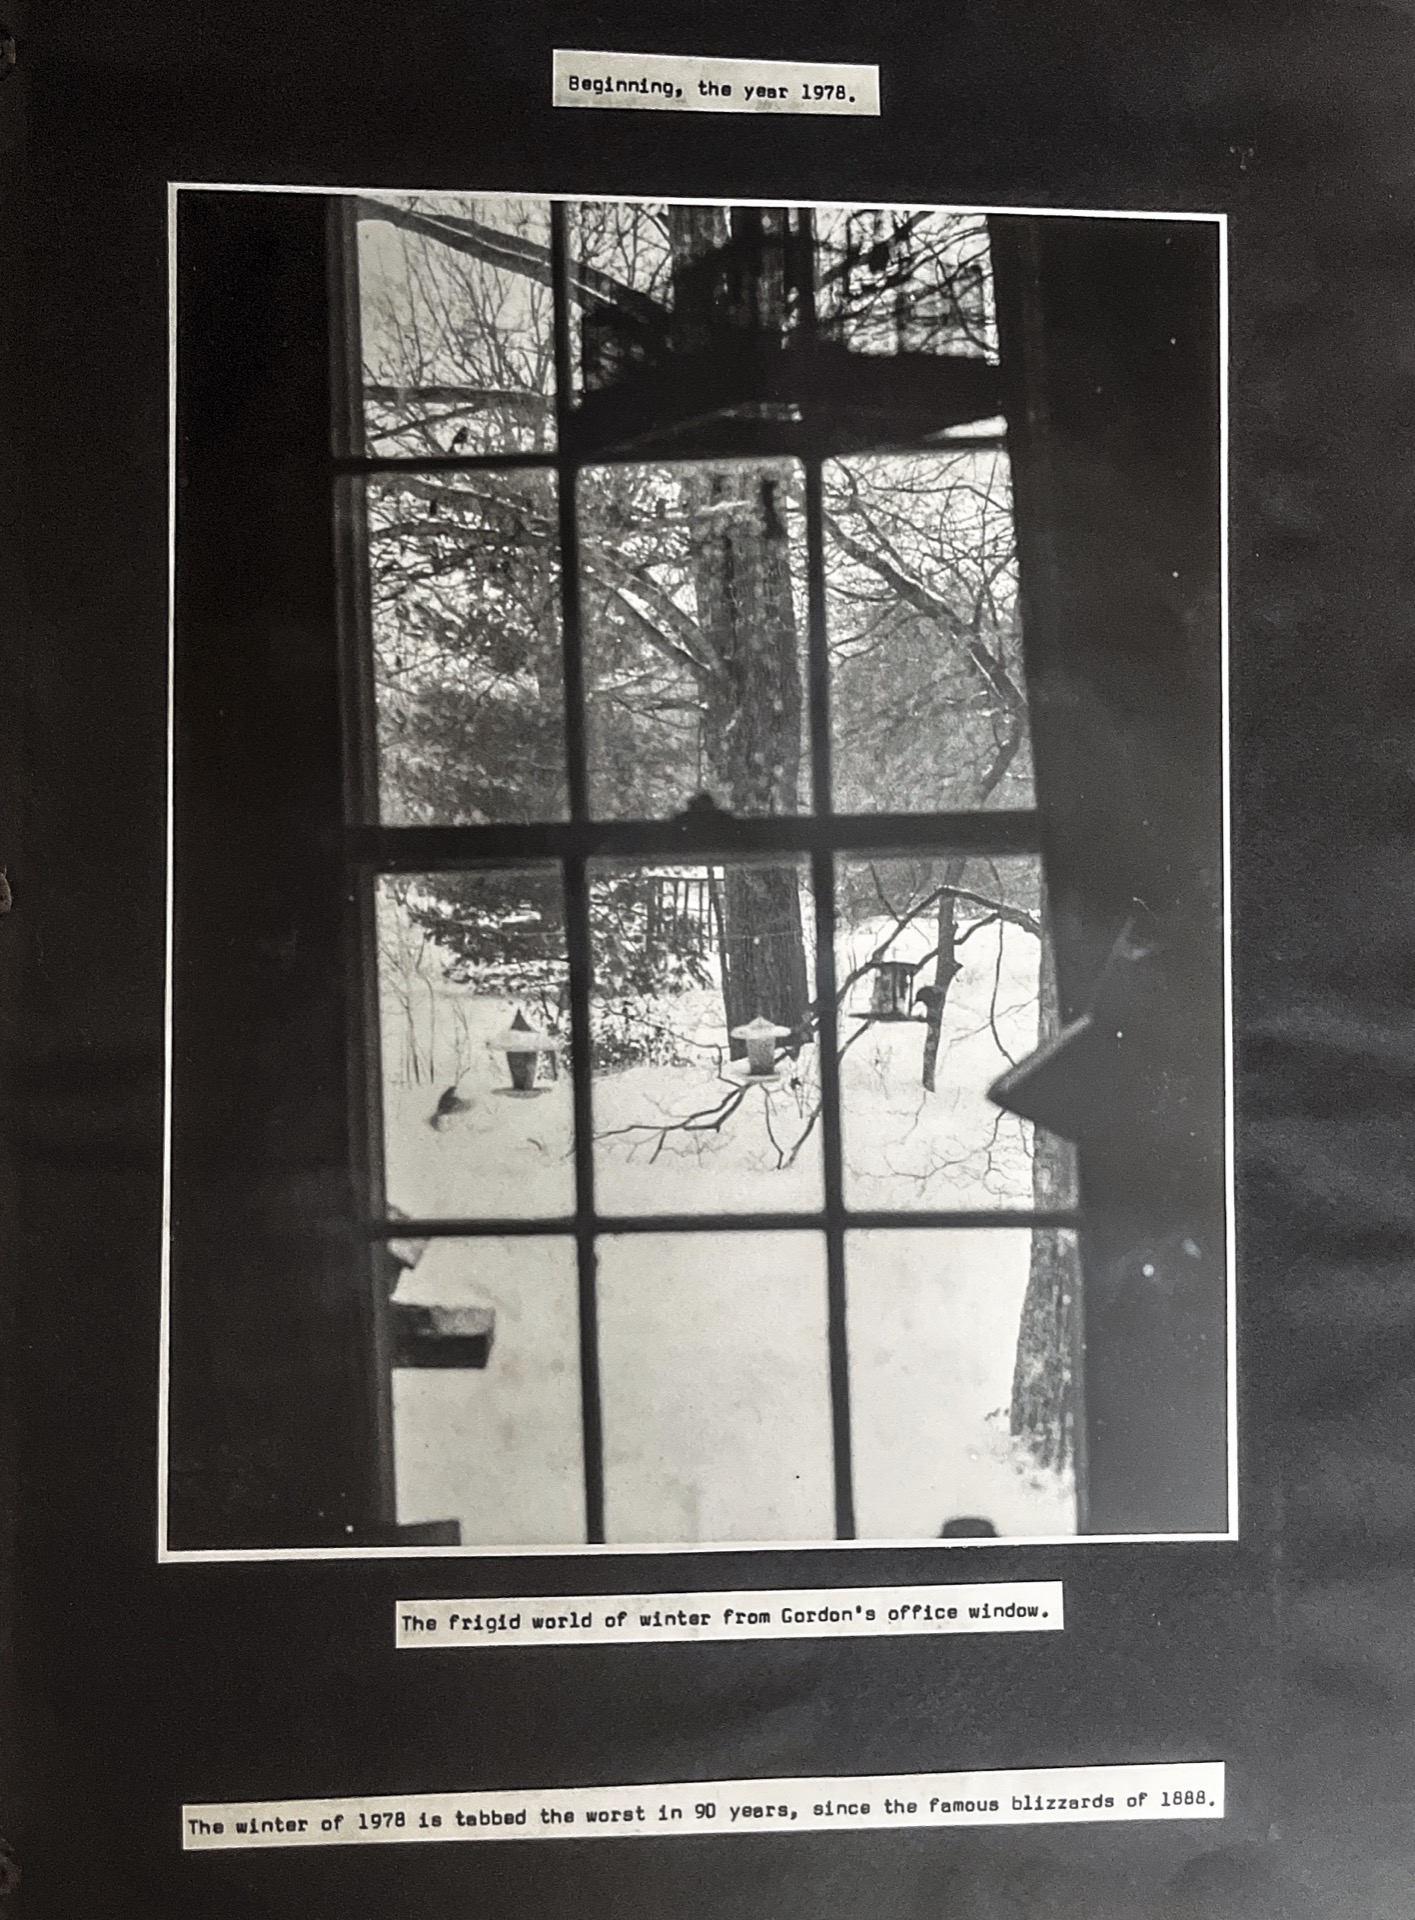 Beginning, the year 1978.
The frigid world of winter from Gordon's office window.
The winter of 1978 is tabbed the worst in 90 years, since the famous blizzards of 1888.